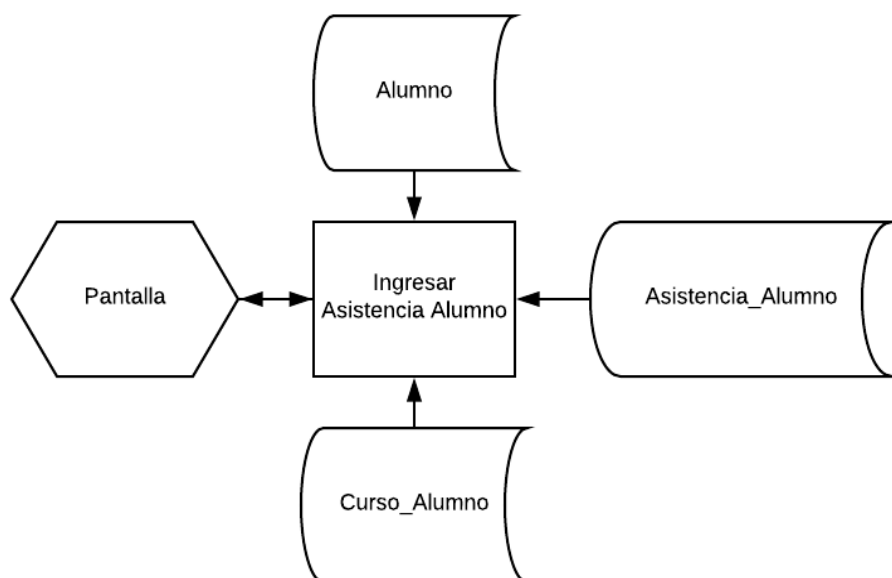 Alumno
Pantalla
Ingresar
Asistencia Alumno
Asistencia_Alumno
Curso_Alumno